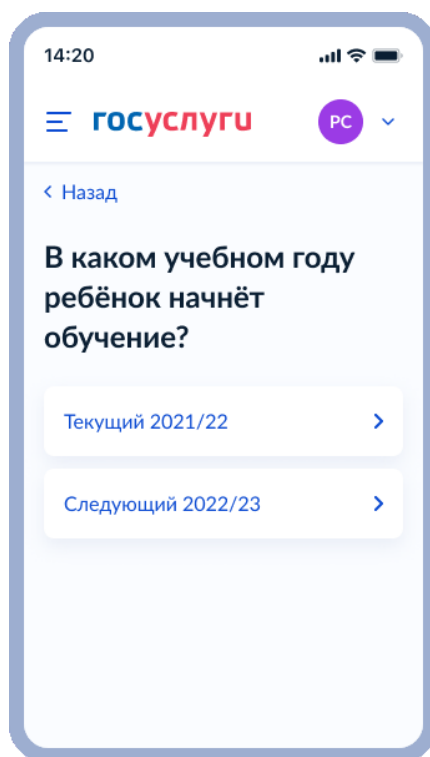 14:20
госуслуги
РС
Назад
В каком учебном году
ребёнок начнёт
обучение?
Текущий 2021/22
Следующий 2022/23